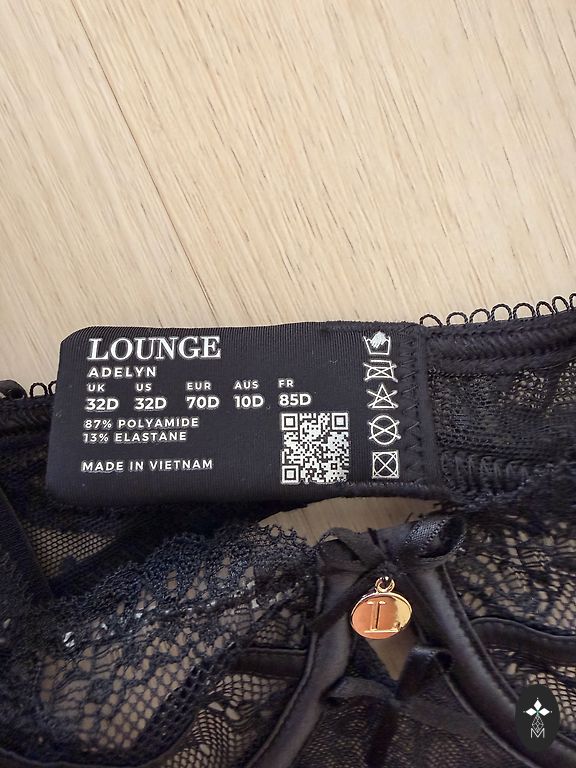 LOUNGE
ADELYN
UK US EUR AUS FR
32D 32D 70D 10D 85D
87% POLYAMIDE
13% ELASTANE
MADE IN VIETNAM
L
M